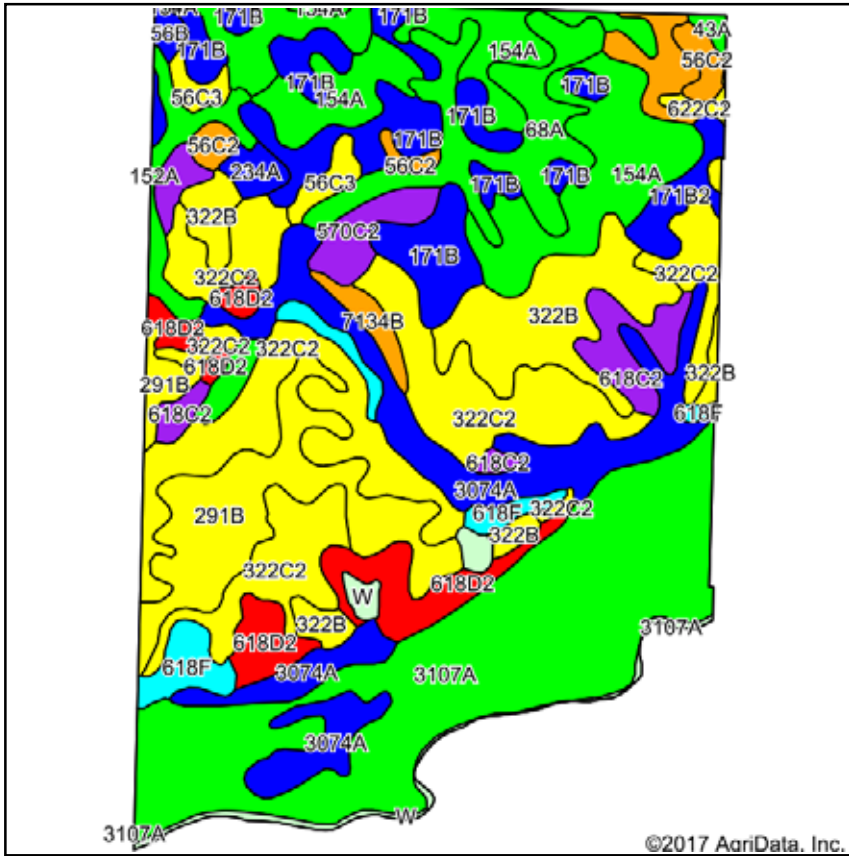 154A
154A
171B
43A
56B
171B
171B
154A
56C2
171B
154A
171B
56C3
622C2
171B
171B
68A
56C2
56C2
152A
234A
56C3
171B
171B
154A
171B2
322B
570C2
171B
322C2
322C2
618D2
322B
618D2
7134B
322C2
322C2
618D2
291B
618C2
322B
618C2
322C2
618F
618C2
3074A
618F
322C2
322B
291B
322C2
618D2
W
322B
3107A
618D2
618F
3074A
3107A
3074A
W
3107A
©2017 AgriData, Inc.